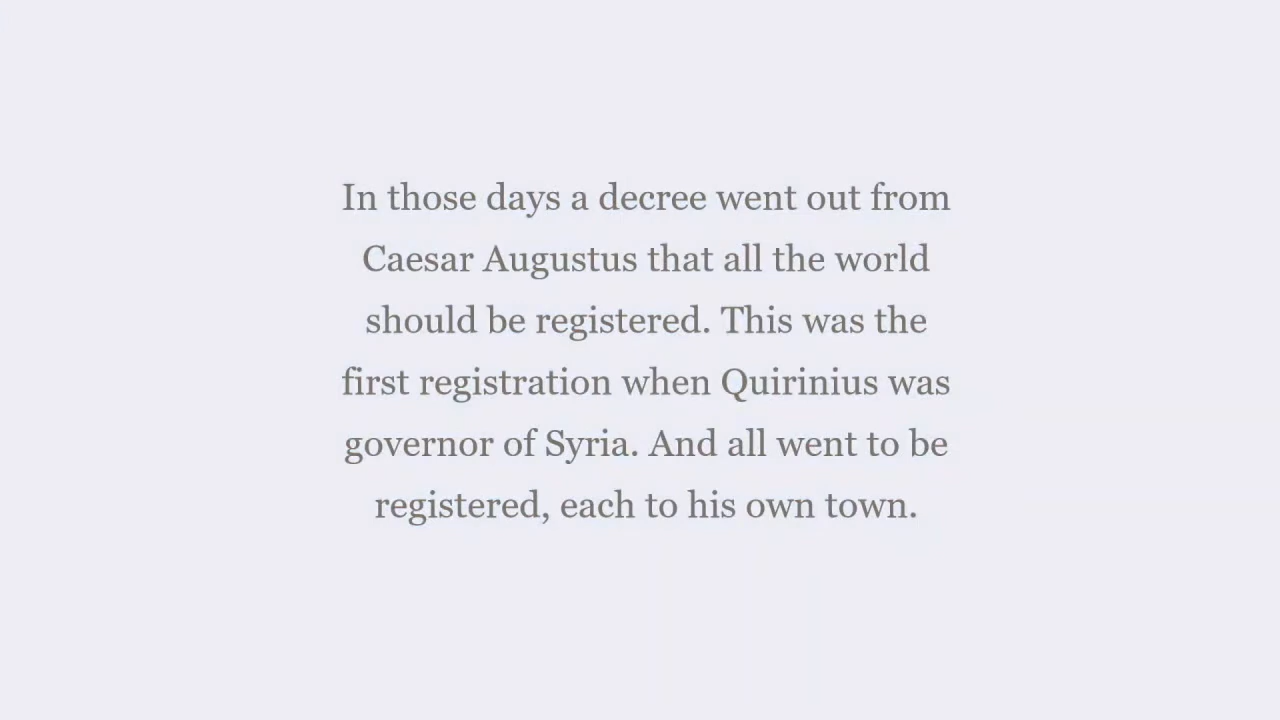 In those days a decree went out from
Caesar Augustus that all the world
should be registered. This was the
first registration when Quirinius was
governor of Syria. And all went to be
registered, each to his own town.